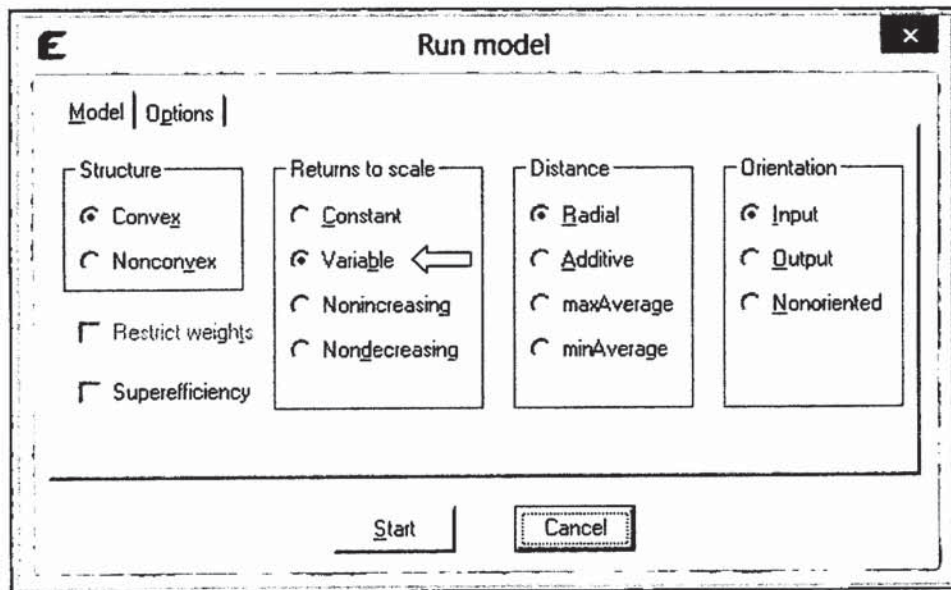 E
Run model
Model Options
Structure
Convex
Nonconvex
Restrict weights
Superefficiency
Returns to scale
Constant
Variable
Nonincreasing
Nondecreasing
Distance
Radial
Additive
maxAverage
minAverage
Orientation
Input
Output
Nonoriented
Start
Cancel